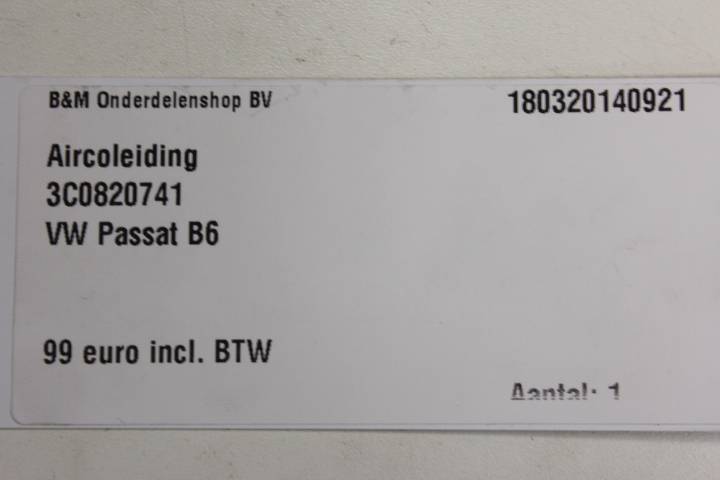 B&M Onderdelenshop BV 180320140921
Aircoleiding
3C0820741
VW Passat B6
99 euro incl. BTW
Aantal: 1